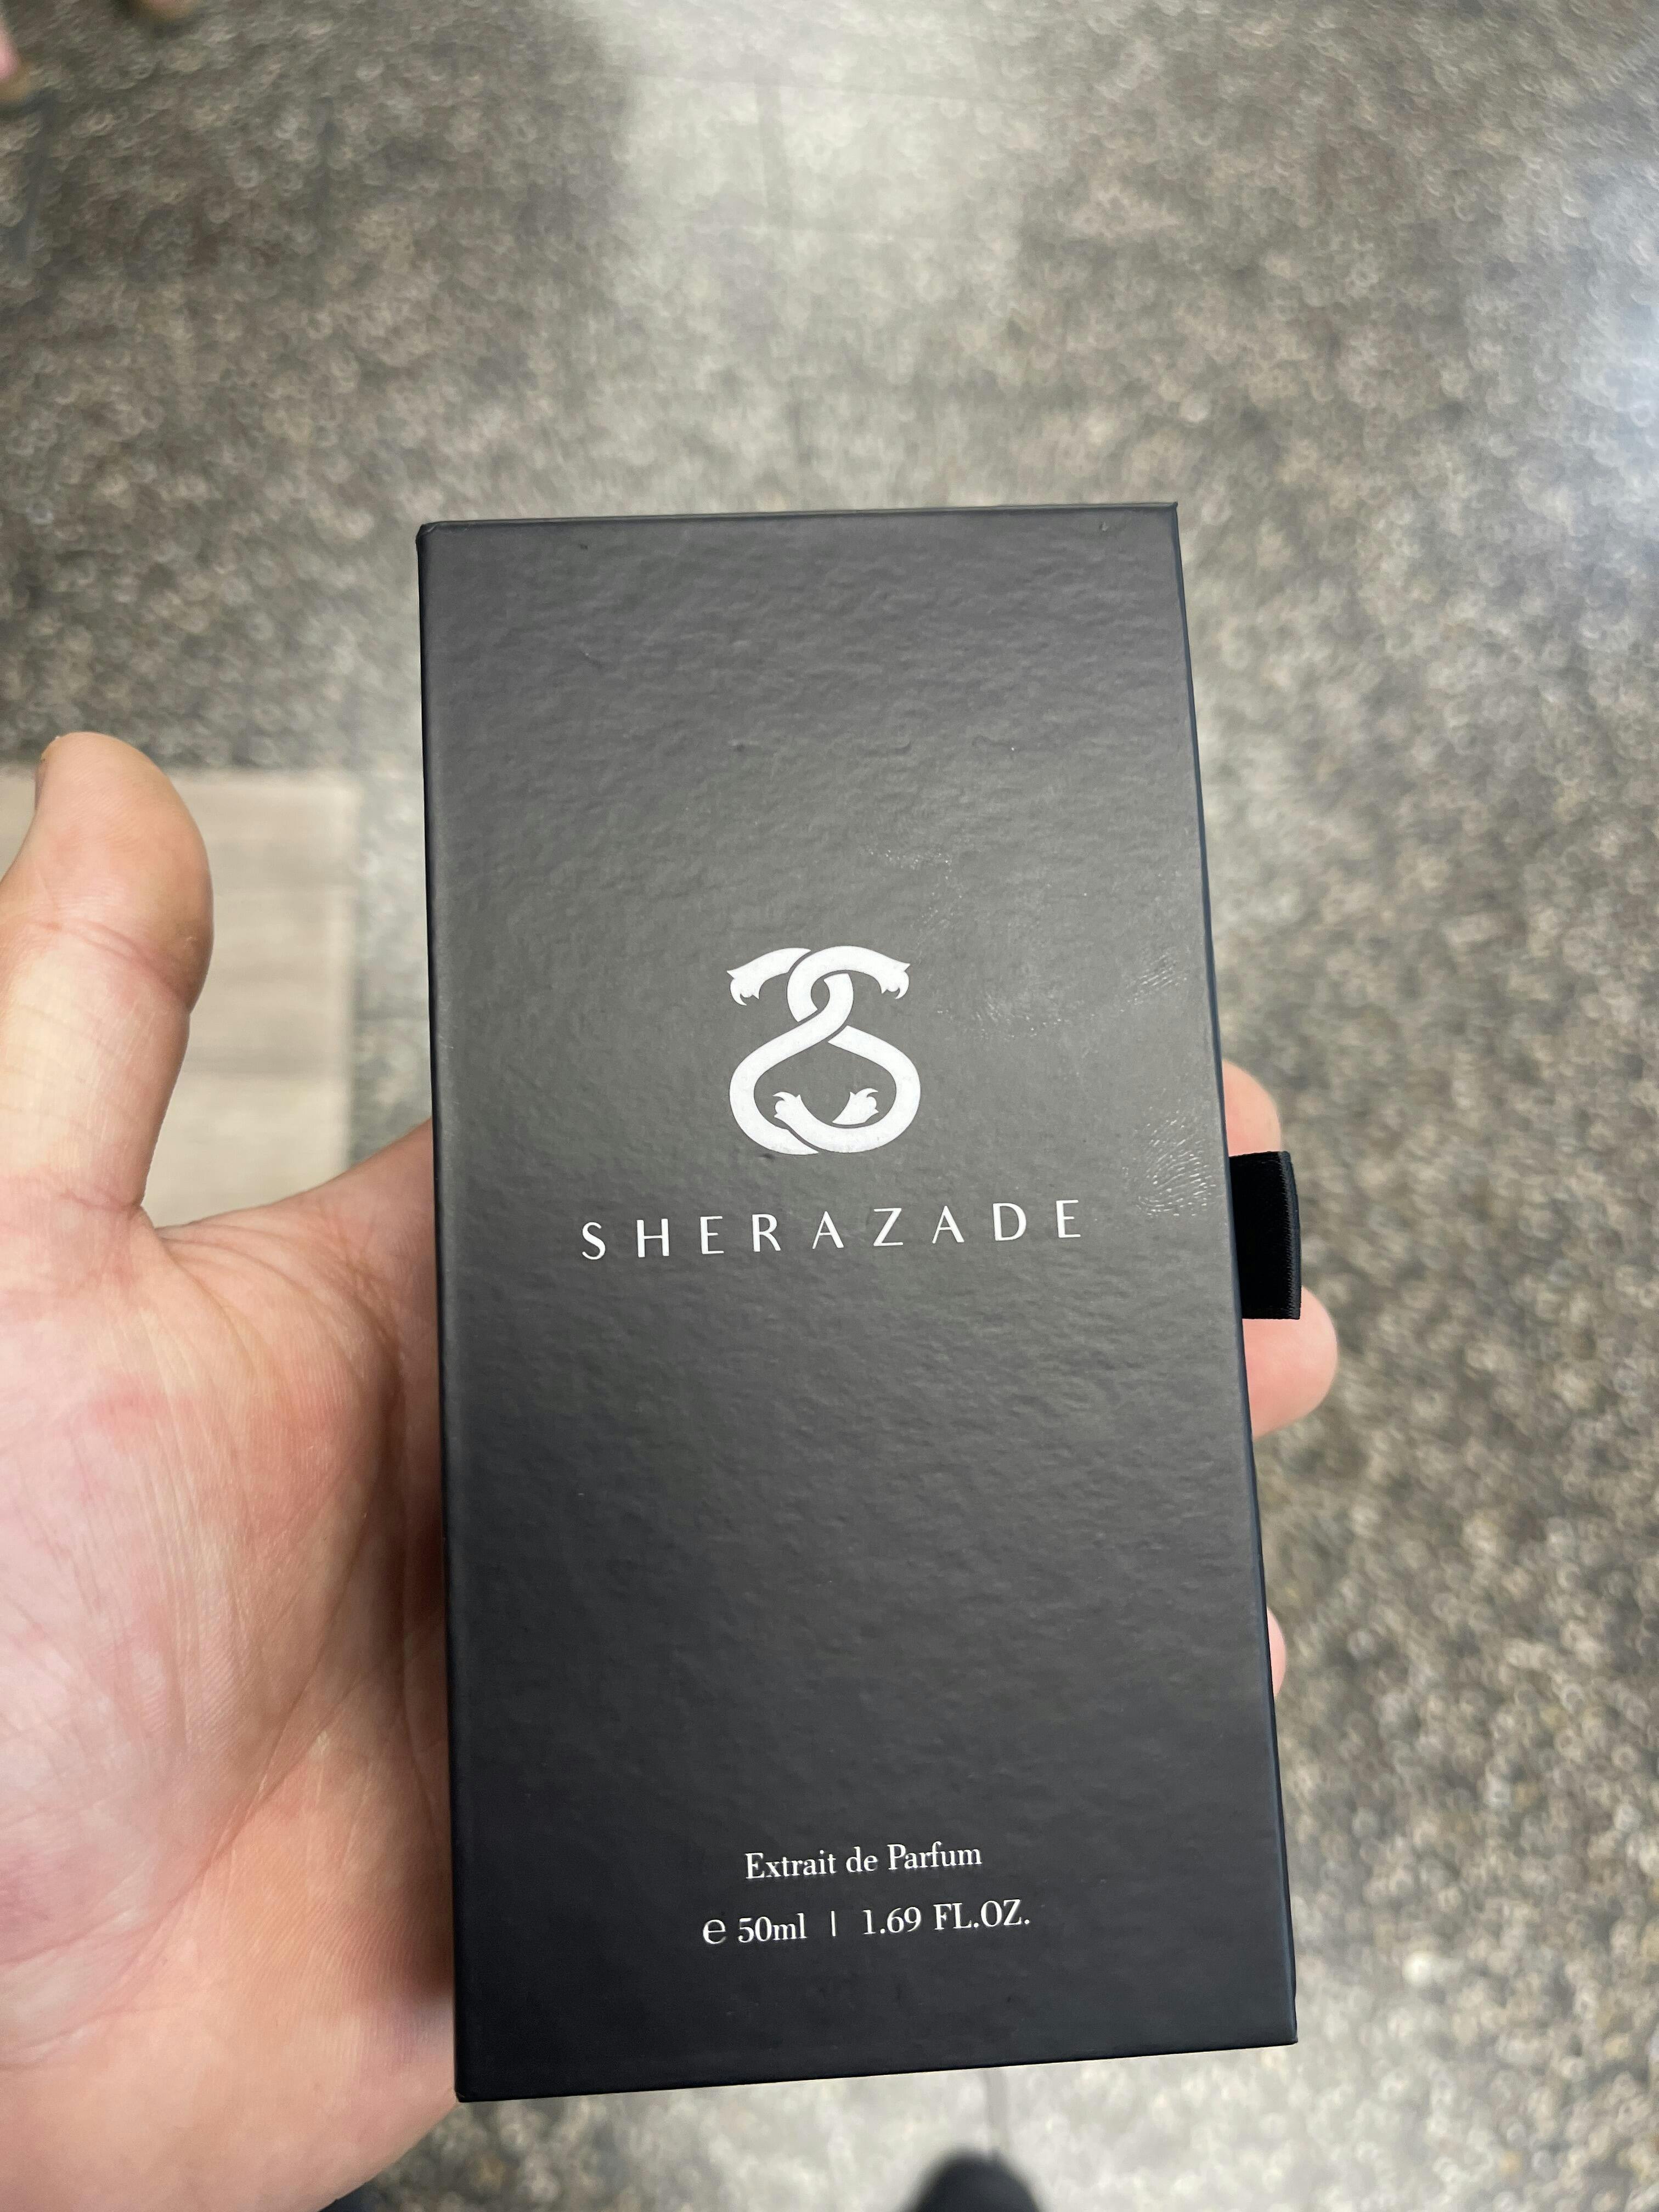 SHERAZADE
Extrait de Parfum
℮ 50ml | 1.69 FL.OZ.